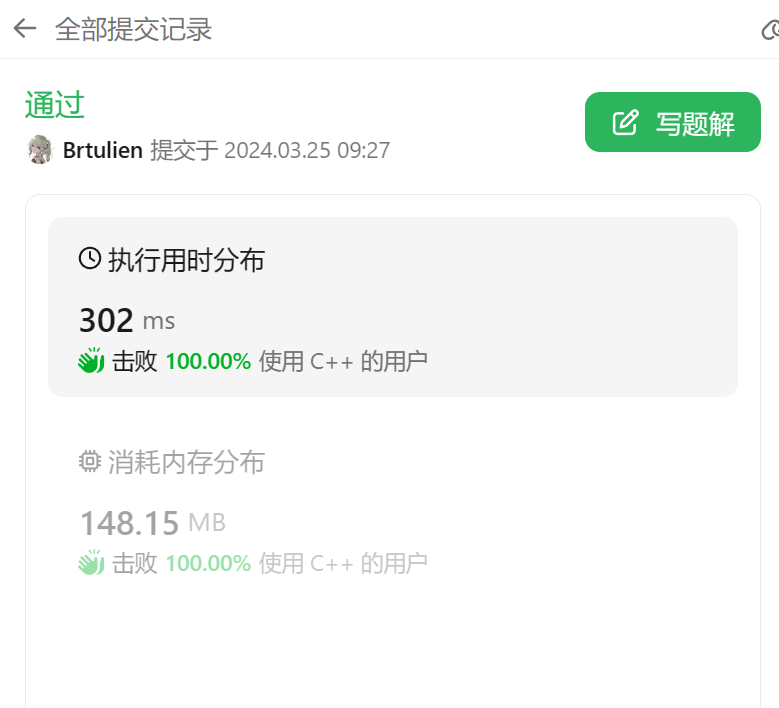 全部提交记录
通过
写题解
Brtulien 提交于 2024.03.25 09:27
执行用时分布
302 ms
击败 100.00% 使用 C++ 的用户
消耗内存分布
148.15 MB
击败 100.00% 使用 C++ 的用户